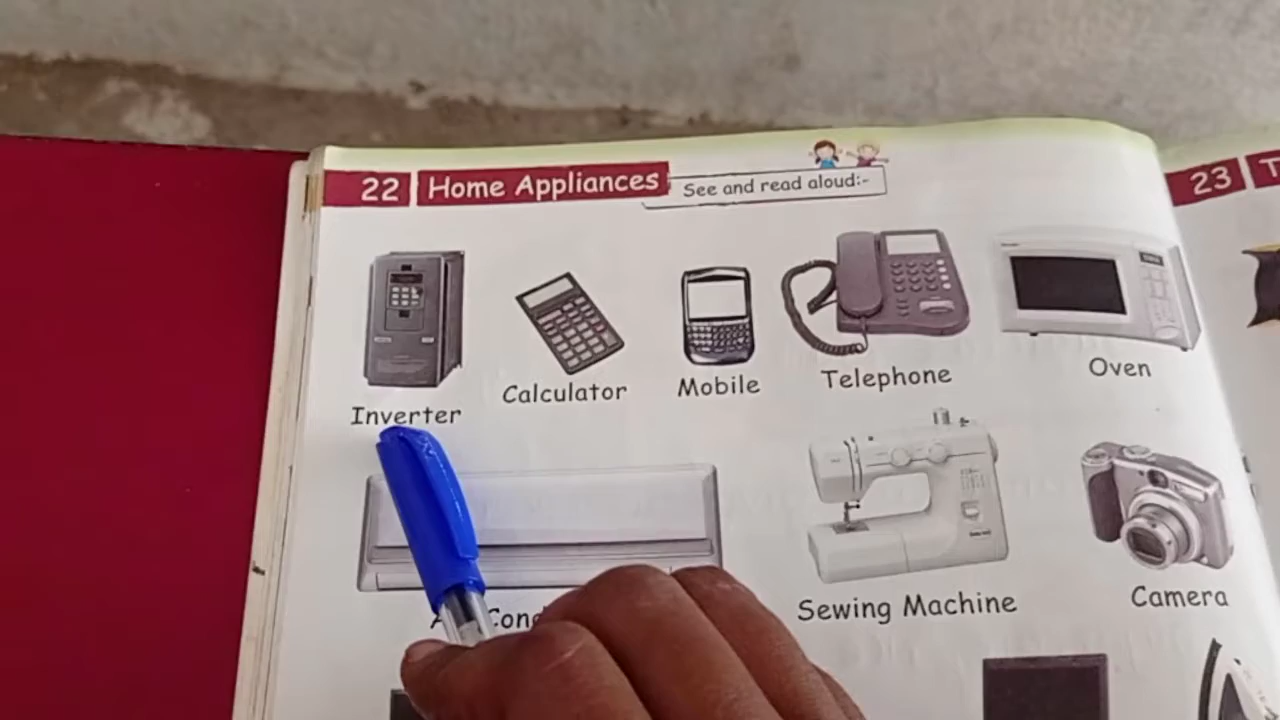 22 Home Appliances See and read aloud:-
23
Inverter Calculator Mobile Telephone Oven
Sewing Machine Camera